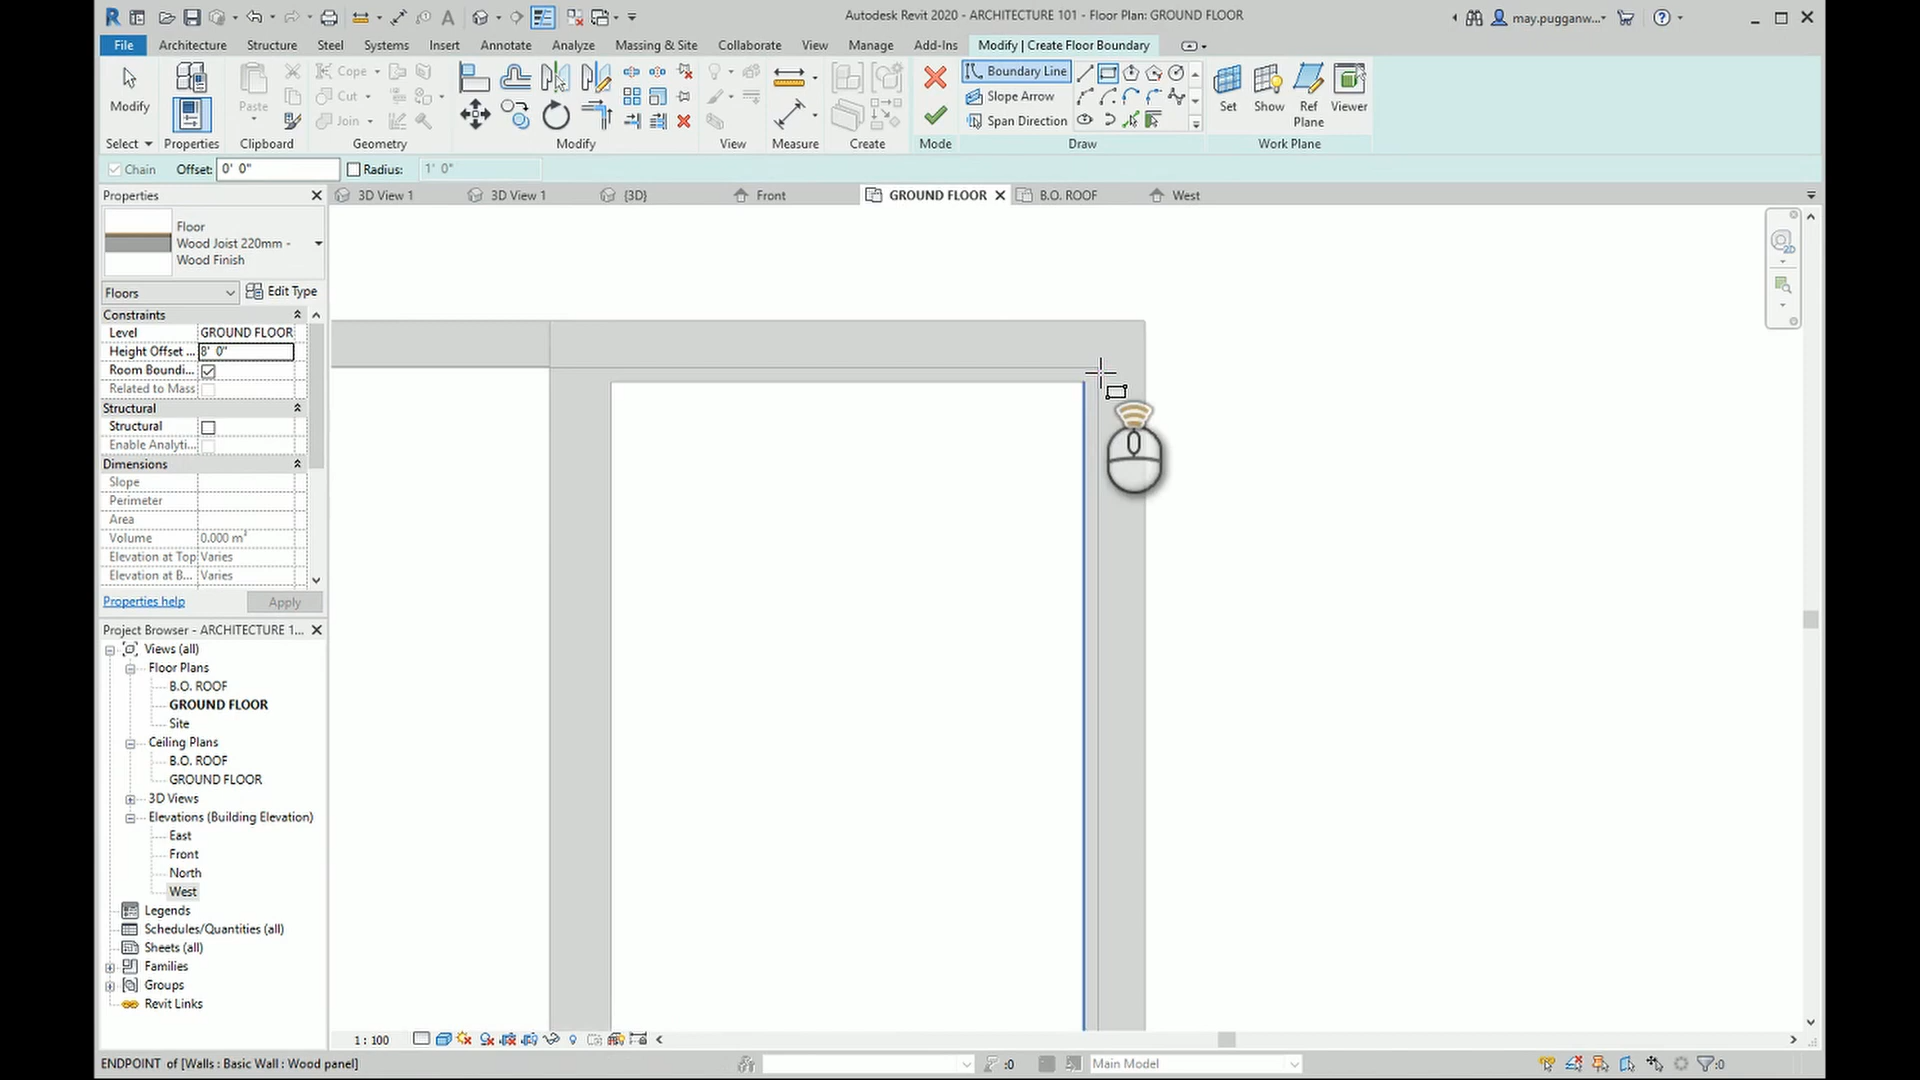 Autodesk Revit 2020 - ARCHITECTURE 101 - Floor Plan: GROUND FLOOR
may.pugganw...
File Architecture Structure Steel Systems Insert Annotate Analyze Massing & Site Collaborate View Manage Add-Ins Modify | Create Floor Boundary
Modify
Paste
Cope
Cut
Join
Boundary Line
Slope Arrow
Span Direction
Set Show Ref Plane Viewer
Select Properties Clipboard Geometry Modify View Measure Create Mode Draw Work Plane
Chain Offset: 0' 0" Radius: 1' 0"
Properties
3D View 1 3D View 1 {3D} Front GROUND FLOOR B.O. ROOF West
Floor
Wood Joist 220mm -
Wood Finish
Floors Edit Type
Constraints
Level GROUND FLOOR
Height Offset ... 8' 0"
Room Boundi...
Related to Mass
Structural
Structural
Enable Analyti...
Dimensions
Slope
Perimeter
Area
Volume 0.000 m³
Elevation at Top Varies
Elevation at B... Varies
Properties help Apply
Project Browser - ARCHITECTURE 1...
Views (all)
Floor Plans
B.O. ROOF
GROUND FLOOR
Site
Ceiling Plans
B.O. ROOF
GROUND FLOOR
3D Views
Elevations (Building Elevation)
East
Front
North
West
Legends
Schedules/Quantities (all)
Sheets (all)
Families
Groups
Revit Links
1 : 100
ENDPOINT of [Walls : Basic Wall : Wood panel]
:0
Main Model
:0